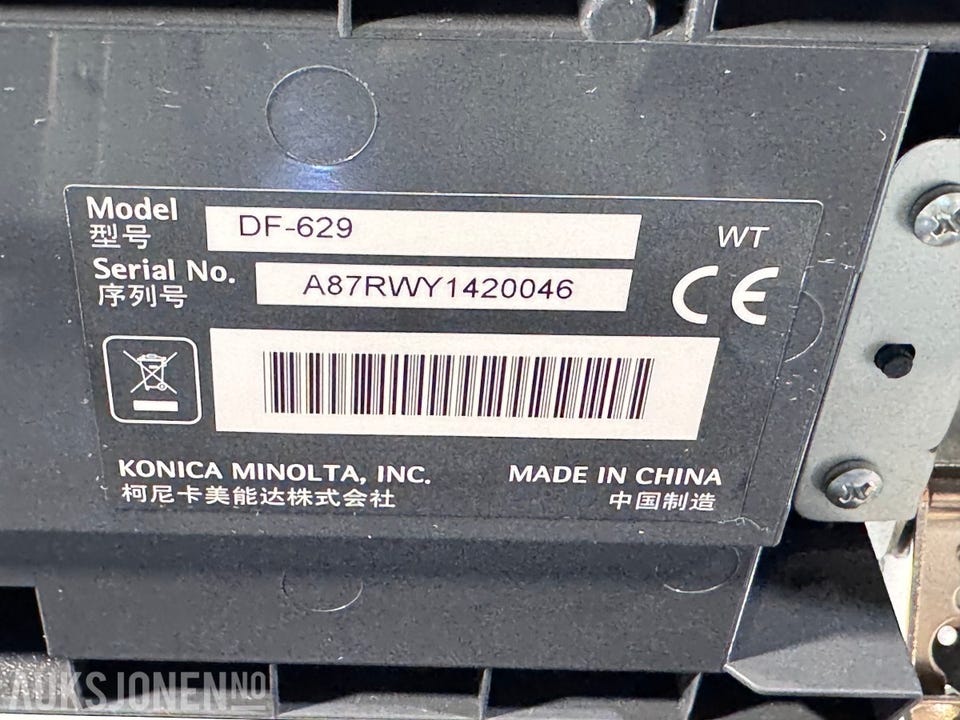 Model
型号
DF-629
WT
Serial No.
序列号
A87RWY1420046
CE
KONICA MINOLTA, INC.
柯尼卡美能达株式会社
MADE IN CHINA
中国制造
AUKSJONEN.NO